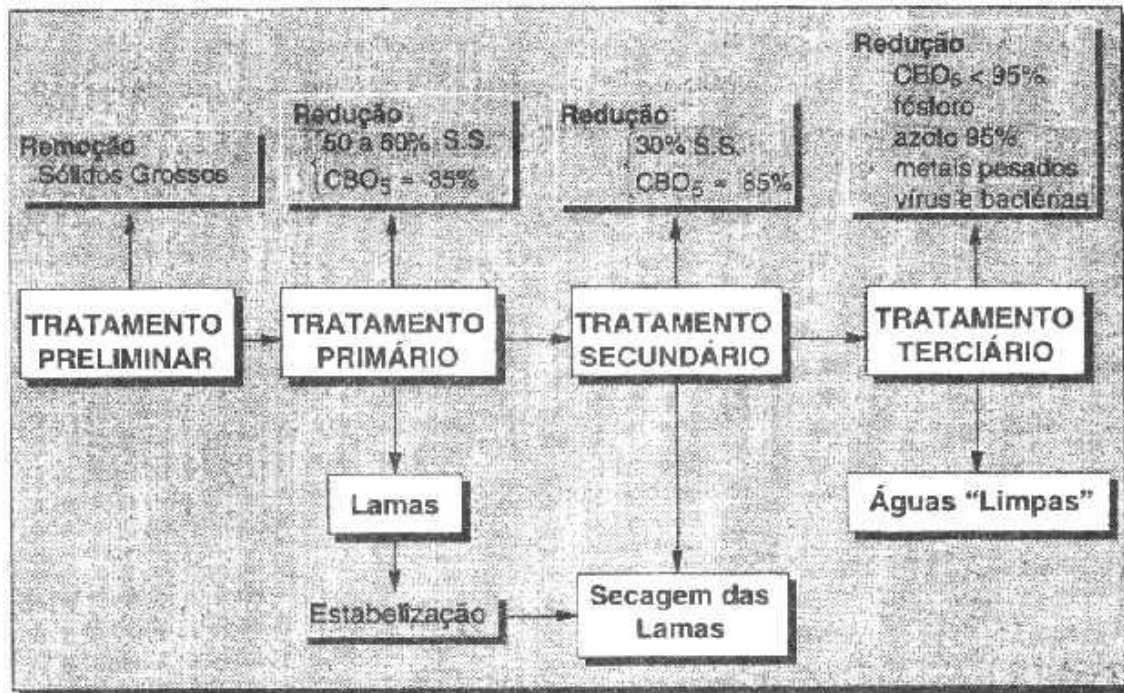 Remoção
Sólidos Grossos
Redução
50 a 60% S.S.
CBO₅ = 35%
Redução
30% S.S.
CBO₅ = 85%
Redução
CBO₅ < 95%
fósforo
azoto 95%
metais pesados
vírus e bactérias
TRATAMENTO
PRELIMINAR
TRATAMENTO
PRIMÁRIO
TRATAMENTO
SECUNDÁRIO
TRATAMENTO
TERCIÁRIO
Lamas
Águas “Limpas”
Estabelização
Secagem das
Lamas